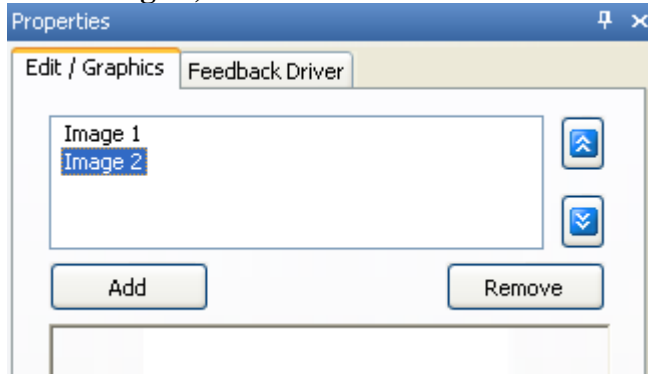 Properties
Edit / Graphics Feedback Driver
Image 1
Image 2
Add Remove